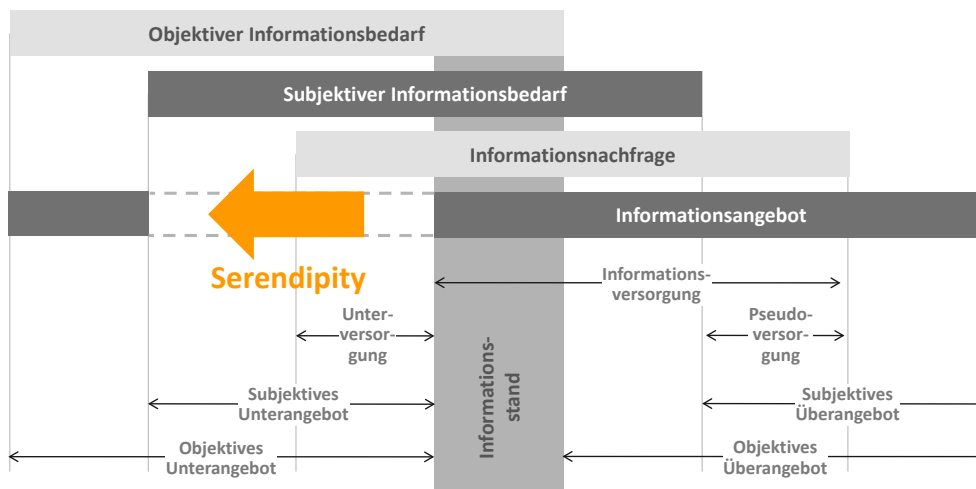 Objektiver Informationsbedarf
Subjektiver Informationsbedarf
Informationsnachfrage
Informationsangebot
Serendipity
Informations-
versorgung
Unter-
versor-
gung
Pseudo-
versor-
gung
Informations-
stand
Subjektives
Unterangebot
Subjektives
Überangebot
Objektives
Unterangebot
Objektives
Überangebot